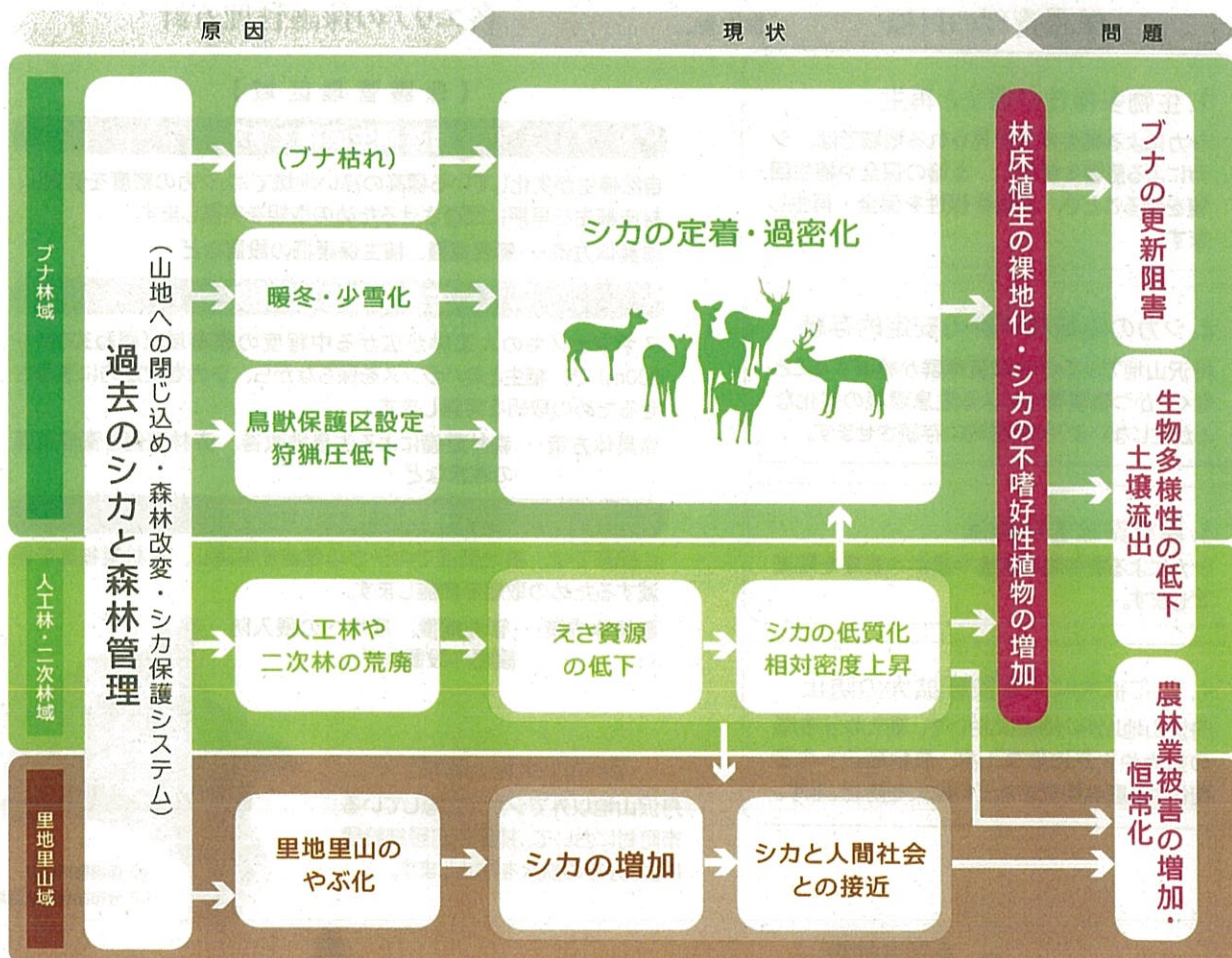 原因
現状
問題
ブナ林域
人工林・二次林域
里地里山域
過去のシカと森林管理
（山地への閉じ込め・森林改変・シカ保護システム）
（ブナ枯れ）
暖冬・少雪化
鳥獣保護区設定
狩猟圧低下
シカの定着・過密化
人工林や
二次林の荒廃
えさ資源
の低下
シカの低質化
相対密度上昇
里地里山の
やぶ化
シカの増加
シカと人間社会
との接近
林床植生の裸地化・シカの不嗜好性植物の増加
ブナの更新阻害
生物多様性の低下
土壌流出
農林業被害の増加・
恒常化